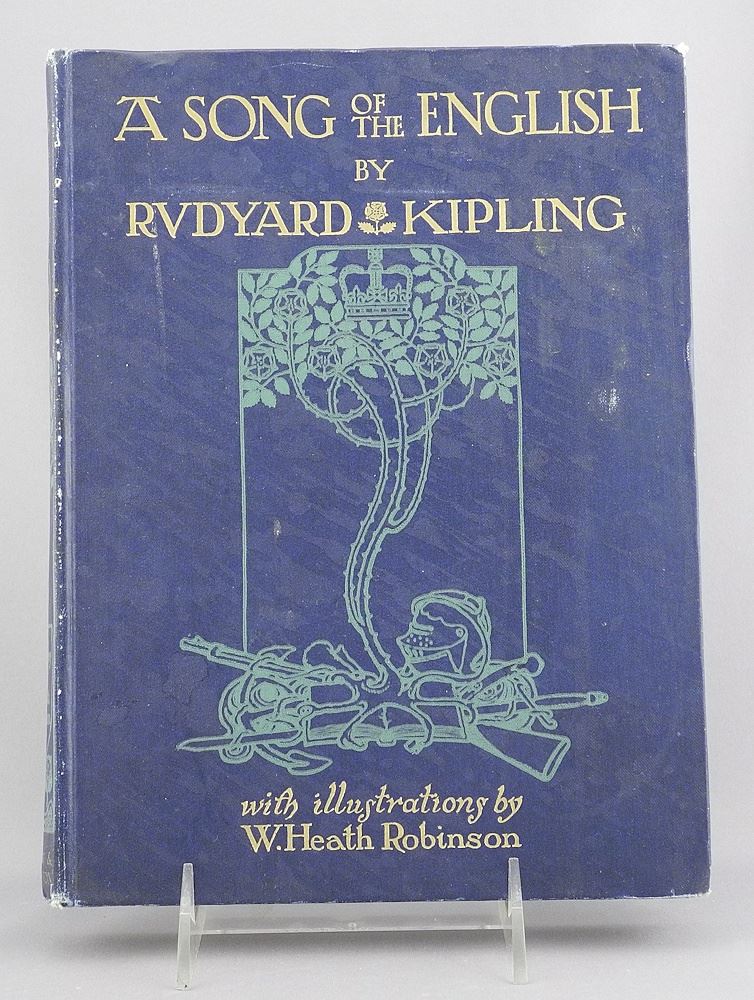 A SONG OF THE ENGLISH
BY
RVDYARD KIPLING
with illustrations by
W. Heath Robinson